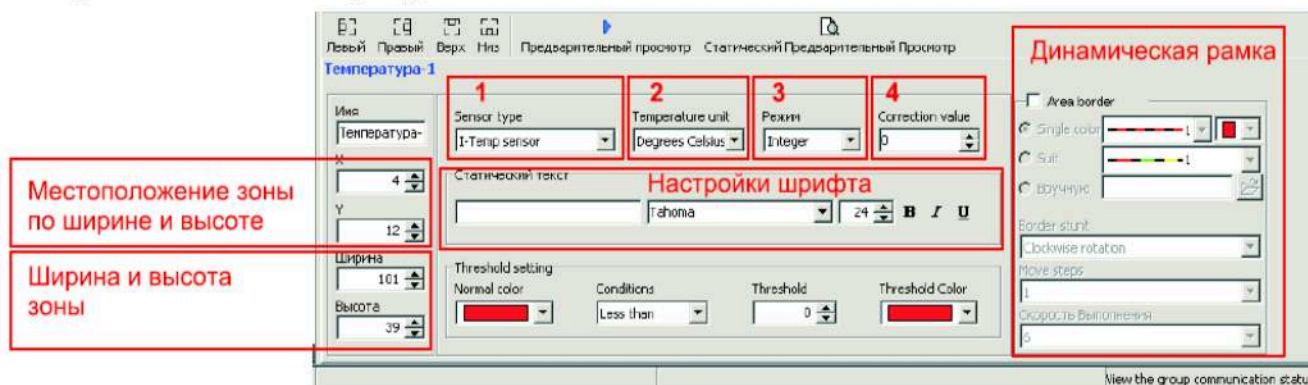 Левый Правый Верх Низ Предварительный просмотр Статический Предварительный Просмотр
Температура-1
Динамическая рамка
Имя
Температура-
X
4
Y
12
Ширина
101
Высота
39
Местоположение зоны
по ширине и высоте
Ширина и высота
зоны
1 2 3 4
Sensor type Temperature unit Режим Correction value
I-Temp sensor Degrees Celsius Integer 0
Статический текст
Настройки шрифта
Tahoma 24 B I U
Threshold setting
Normal color Conditions Threshold Threshold Color
Less than 0
Area border
Single color 1
Suit 1
Вручную
Border stunt
Clockwise rotation
Move steps
1
Скорость Выполнения
6
View the group communication statu